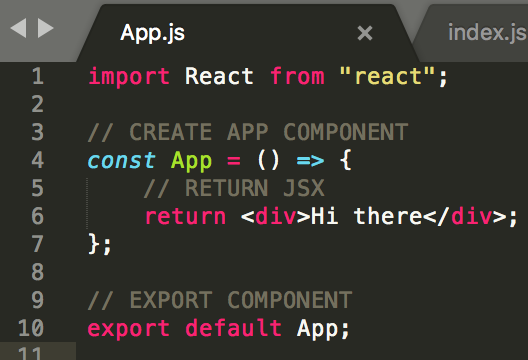 App.js × index.js
1 import React from "react";
2
3 // CREATE APP COMPONENT
4 const App = () => {
5     // RETURN JSX
6     return <div>Hi there</div>;
7 };
8
9 // EXPORT COMPONENT
10 export default App;
11